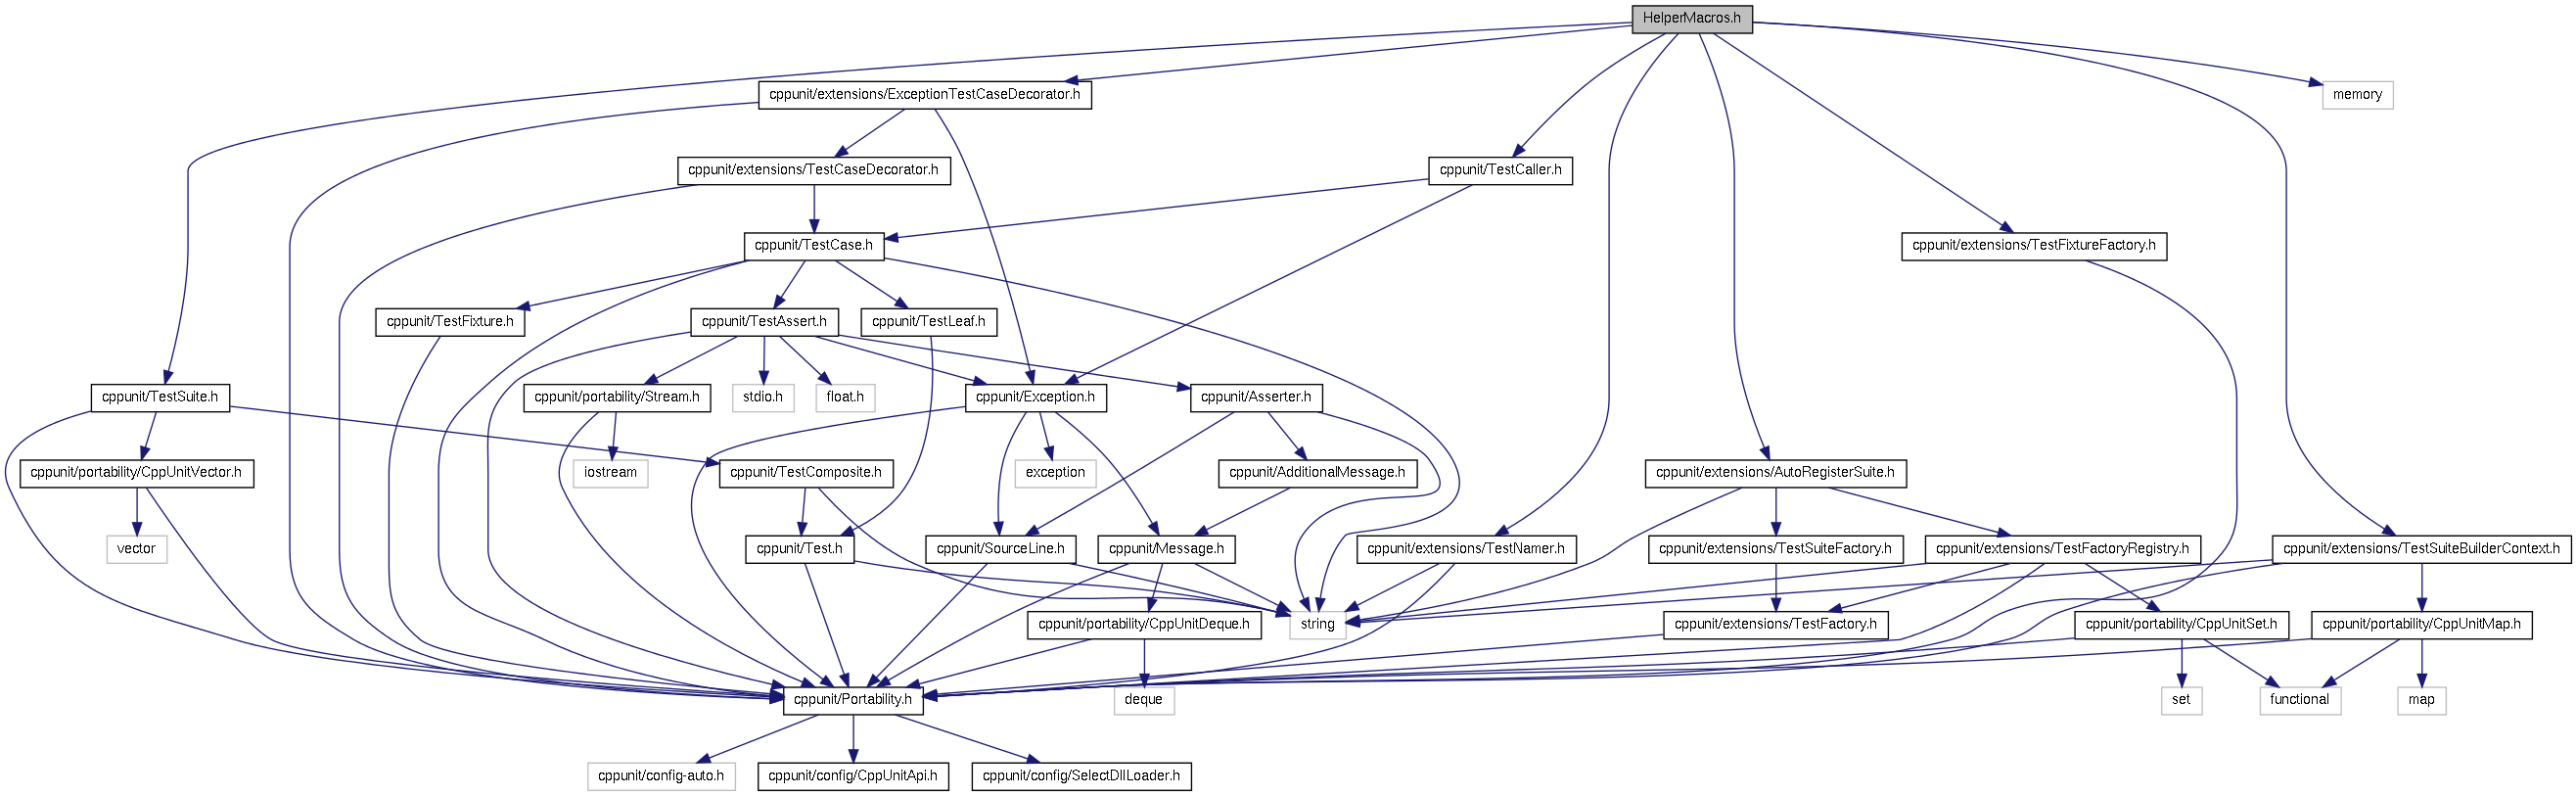 HelperMacros.h
cppunit/extensions/ExceptionTestCaseDecorator.h
memory
cppunit/extensions/TestCaseDecorator.h
cppunit/TestCaller.h
cppunit/TestCase.h
cppunit/extensions/TestFixtureFactory.h
cppunit/TestFixture.h
cppunit/TestAssert.h
cppunit/TestLeaf.h
cppunit/TestSuite.h
cppunit/portability/Stream.h
stdio.h
float.h
cppunit/Exception.h
cppunit/Asserter.h
cppunit/portability/CppUnitVector.h
iostream
cppunit/TestComposite.h
exception
cppunit/AdditionalMessage.h
cppunit/extensions/AutoRegisterSuite.h
vector
cppunit/Test.h
cppunit/SourceLine.h
cppunit/Message.h
cppunit/extensions/TestNamer.h
cppunit/extensions/TestSuiteFactory.h
cppunit/extensions/TestFactoryRegistry.h
cppunit/extensions/TestSuiteBuilderContext.h
cppunit/portability/CppUnitDeque.h
string
cppunit/extensions/TestFactory.h
cppunit/portability/CppUnitSet.h
cppunit/portability/CppUnitMap.h
cppunit/Portability.h
deque
set
functional
map
cppunit/config-auto.h
cppunit/config/CppUnitApi.h
cppunit/config/SelectDllLoader.h